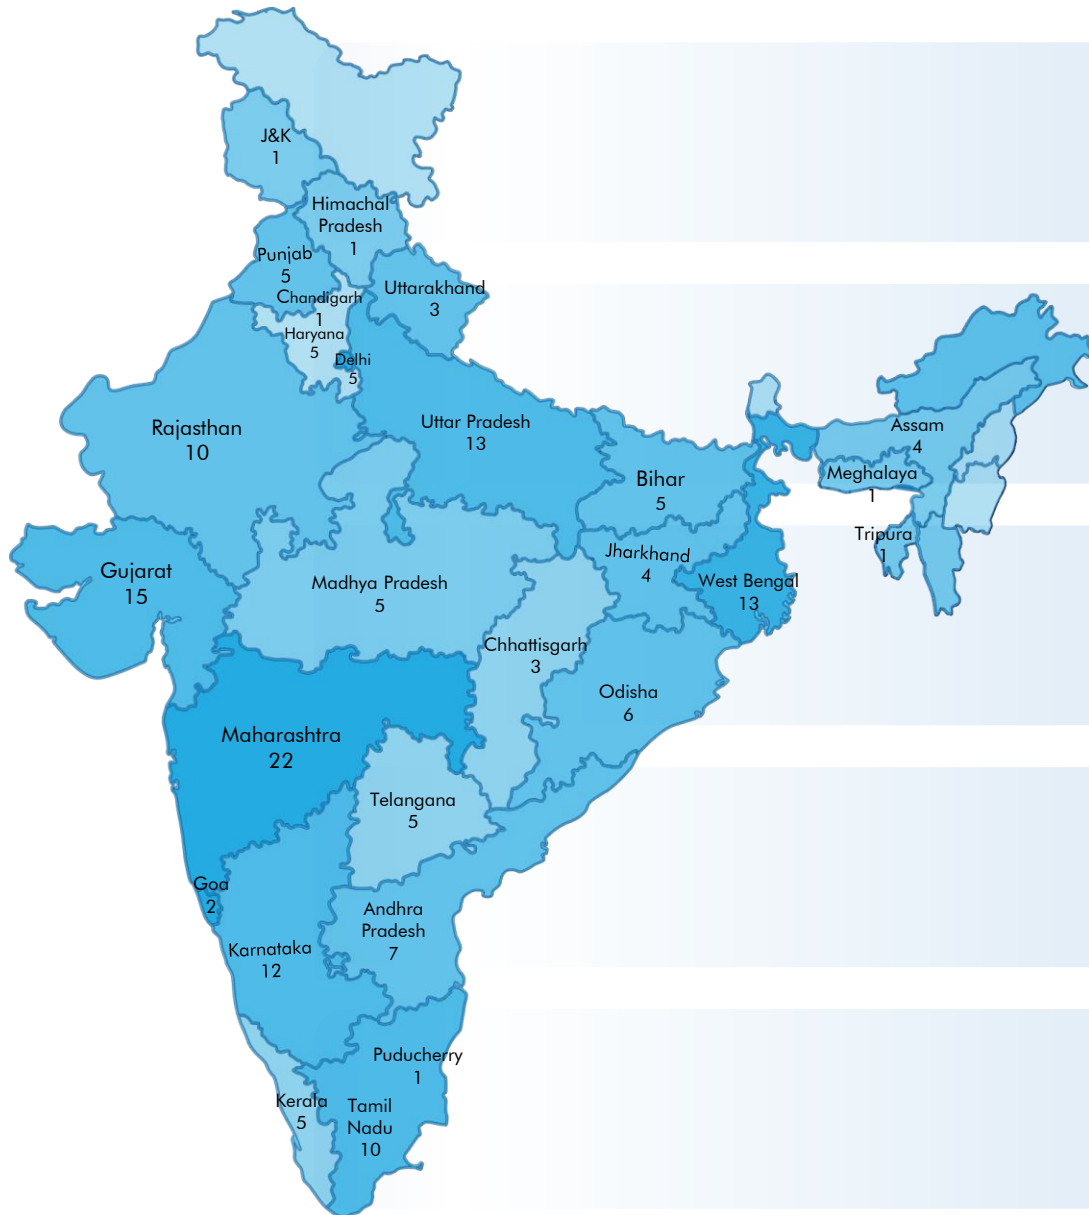 J&K
1
Himachal
Pradesh
1
Punjab
5
Chandigarh
1
Uttarakhand
3
Haryana
5
Delhi
5
Rajasthan
10
Uttar Pradesh
13
Assam
4
Bihar
5
Meghalaya
1
Tripura
1
Gujarat
15
Madhya Pradesh
5
Jharkhand
4
West Bengal
13
Chhattisgarh
3
Odisha
6
Maharashtra
22
Telangana
5
Goa
2
Andhra
Pradesh
7
Karnataka
12
Puducherry
1
Kerala
5
Tamil
Nadu
10